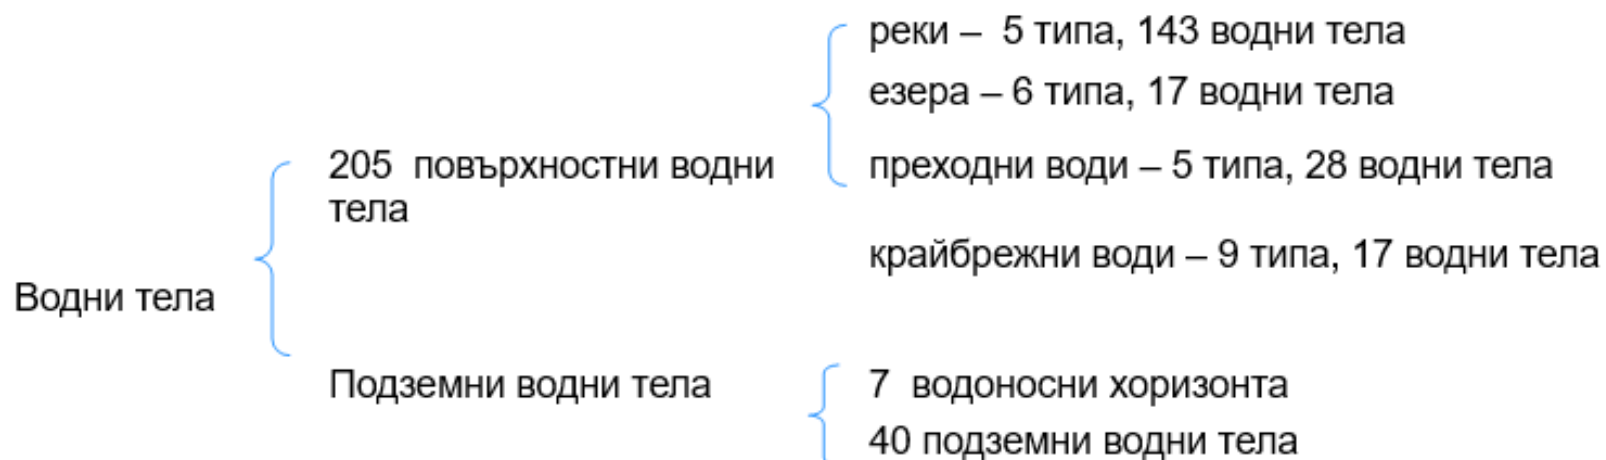 реки – 5 типа, 143 водни тела
езера – 6 типа, 17 водни тела
205 повърхностни водни
тела
преходни води – 5 типа, 28 водни тела
крайбрежни води – 9 типа, 17 водни тела
Водни тела
Подземни водни тела
7 водоносни хоризонта
40 подземни водни тела